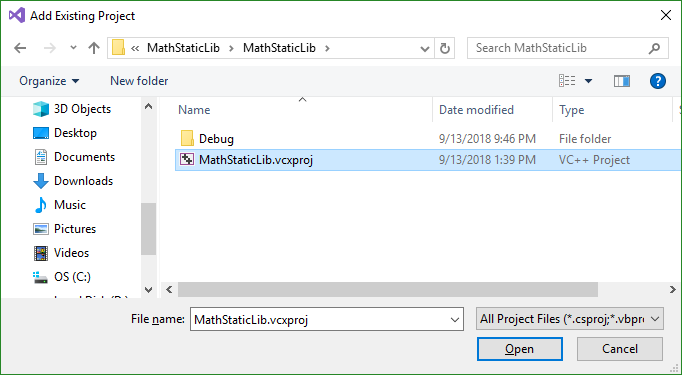 Add Existing Project
« MathStaticLib > MathStaticLib >
Search MathStaticLib
Organize
New folder
?
3D Objects
Desktop
Documents
Downloads
Music
Pictures
Videos
OS (C:)
Name
Date modified
Type
Debug
9/13/2018 9:46 PM
File folder
MathStaticLib.vcxproj
9/13/2018 1:39 PM
VC++ Project
File name:
MathStaticLib.vcxproj
All Project Files (*.csproj;*.vbpr
Open
Cancel